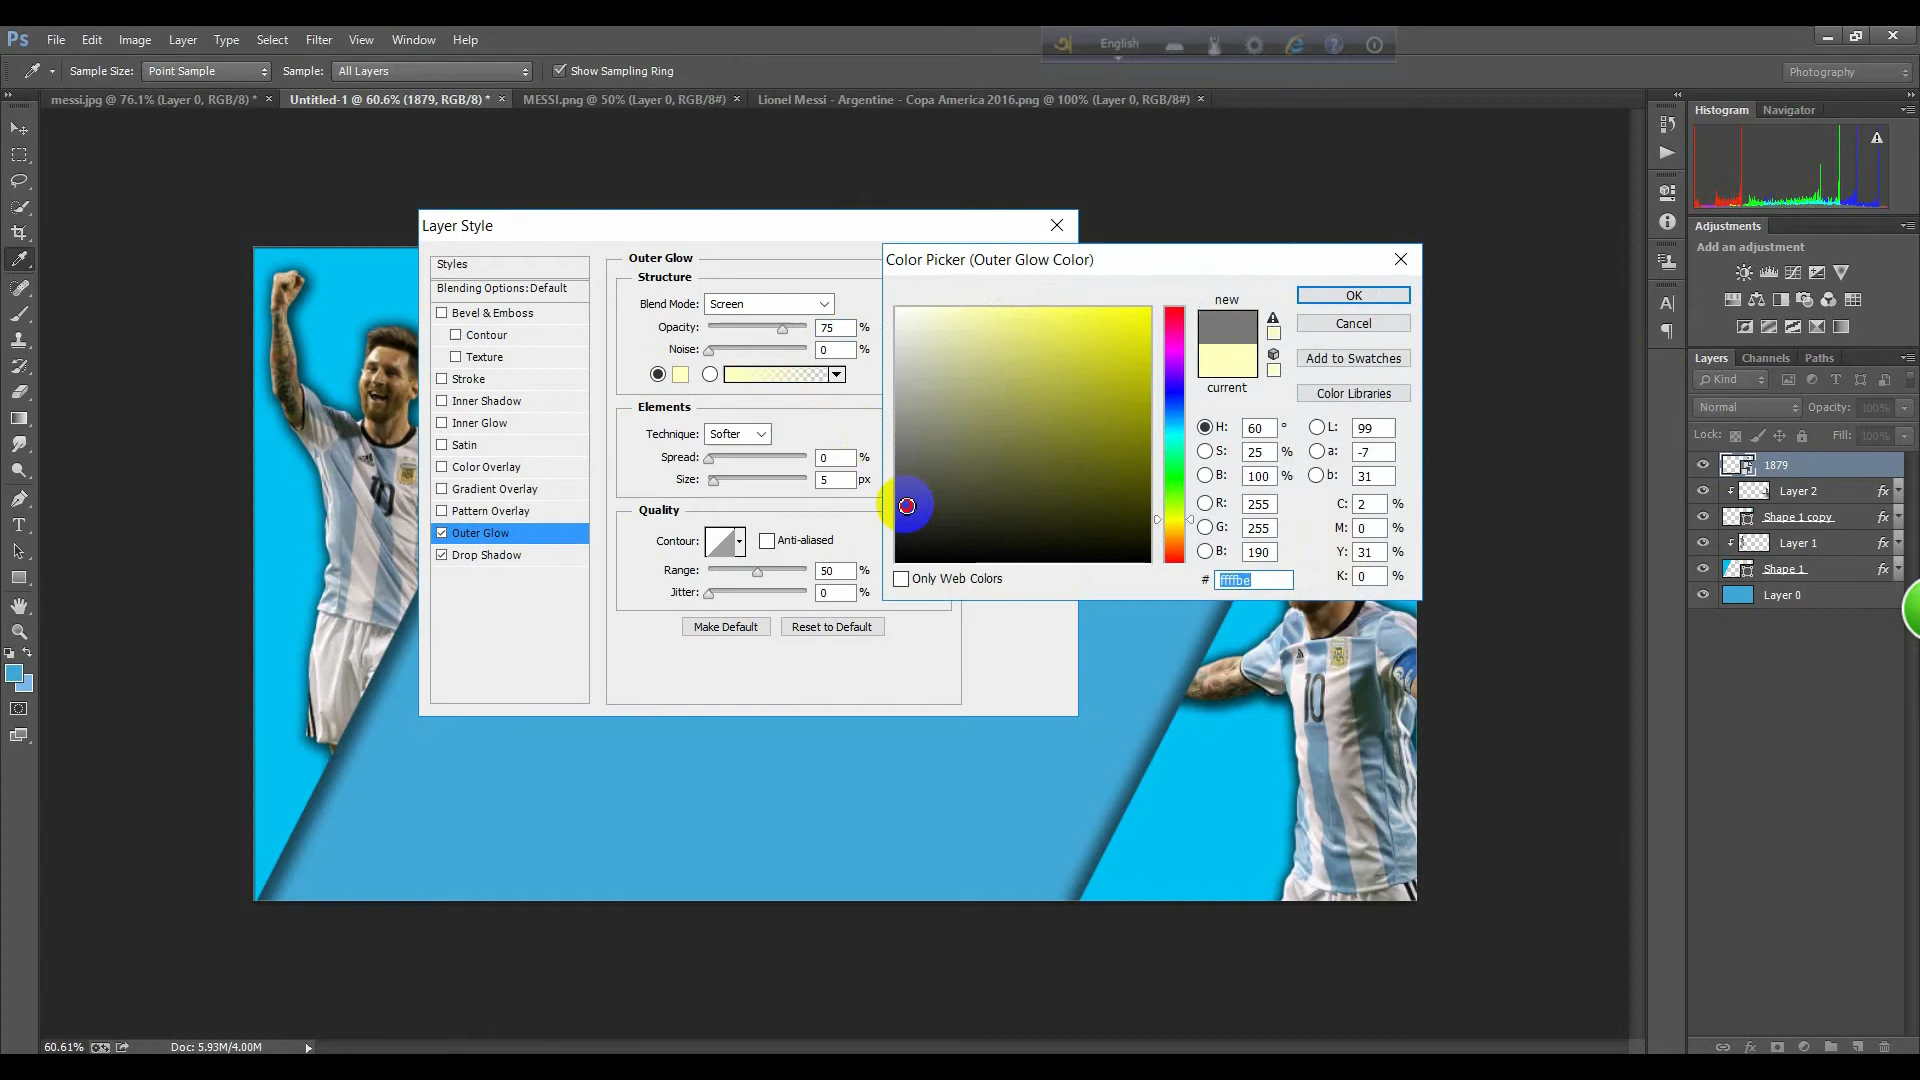 Ps File Edit Image Layer Type Select Filter View Window Help
English
Sample Size: Point Sample Sample: All Layers Show Sampling Ring
Photography
messi.jpg @ 76.1% (Layer 0, RGB/8) * ×
Untitled-1 @ 60.6% (1879, RGB/8) * ×
MESSI.png @ 50% (Layer 0, RGB/8#) ×
Lionel Messi - Argentine - Copa America 2016.png @ 100% (Layer 0, RGB/8#) ×
Histogram Navigator
Layer Style
Styles
Blending Options:Default
Bevel & Emboss
Contour
Texture
Stroke
Inner Shadow
Inner Glow
Satin
Color Overlay
Gradient Overlay
Pattern Overlay
Outer Glow
Drop Shadow
Outer Glow
Structure
Blend Mode: Screen
Opacity: 75 %
Noise: 0 %
Elements
Technique: Softer
Spread: 0 %
Size: 5 px
Quality
Contour: Anti-aliased
Range: 50 %
Jitter: 0 %
Make Default Reset to Default
Color Picker (Outer Glow Color)
new
current
OK
Cancel
Add to Swatches
Color Libraries
H: 60 ° L: 99
S: 25 % a: -7
B: 100 % b: 31
R: 255 C: 2 %
G: 255 M: 0 %
B: 190 Y: 31 %
# ffffbe K: 0 %
Only Web Colors
10
Adjustments
Add an adjustment
Layers Channels Paths
Kind
Normal Opacity: 100%
Lock: Fill: 100%
1879
Layer 2 fx
Shape 1 copy fx
Layer 1 fx
Shape 1 fx
Layer 0
60.61% Doc: 5.93M/4.00M
fx